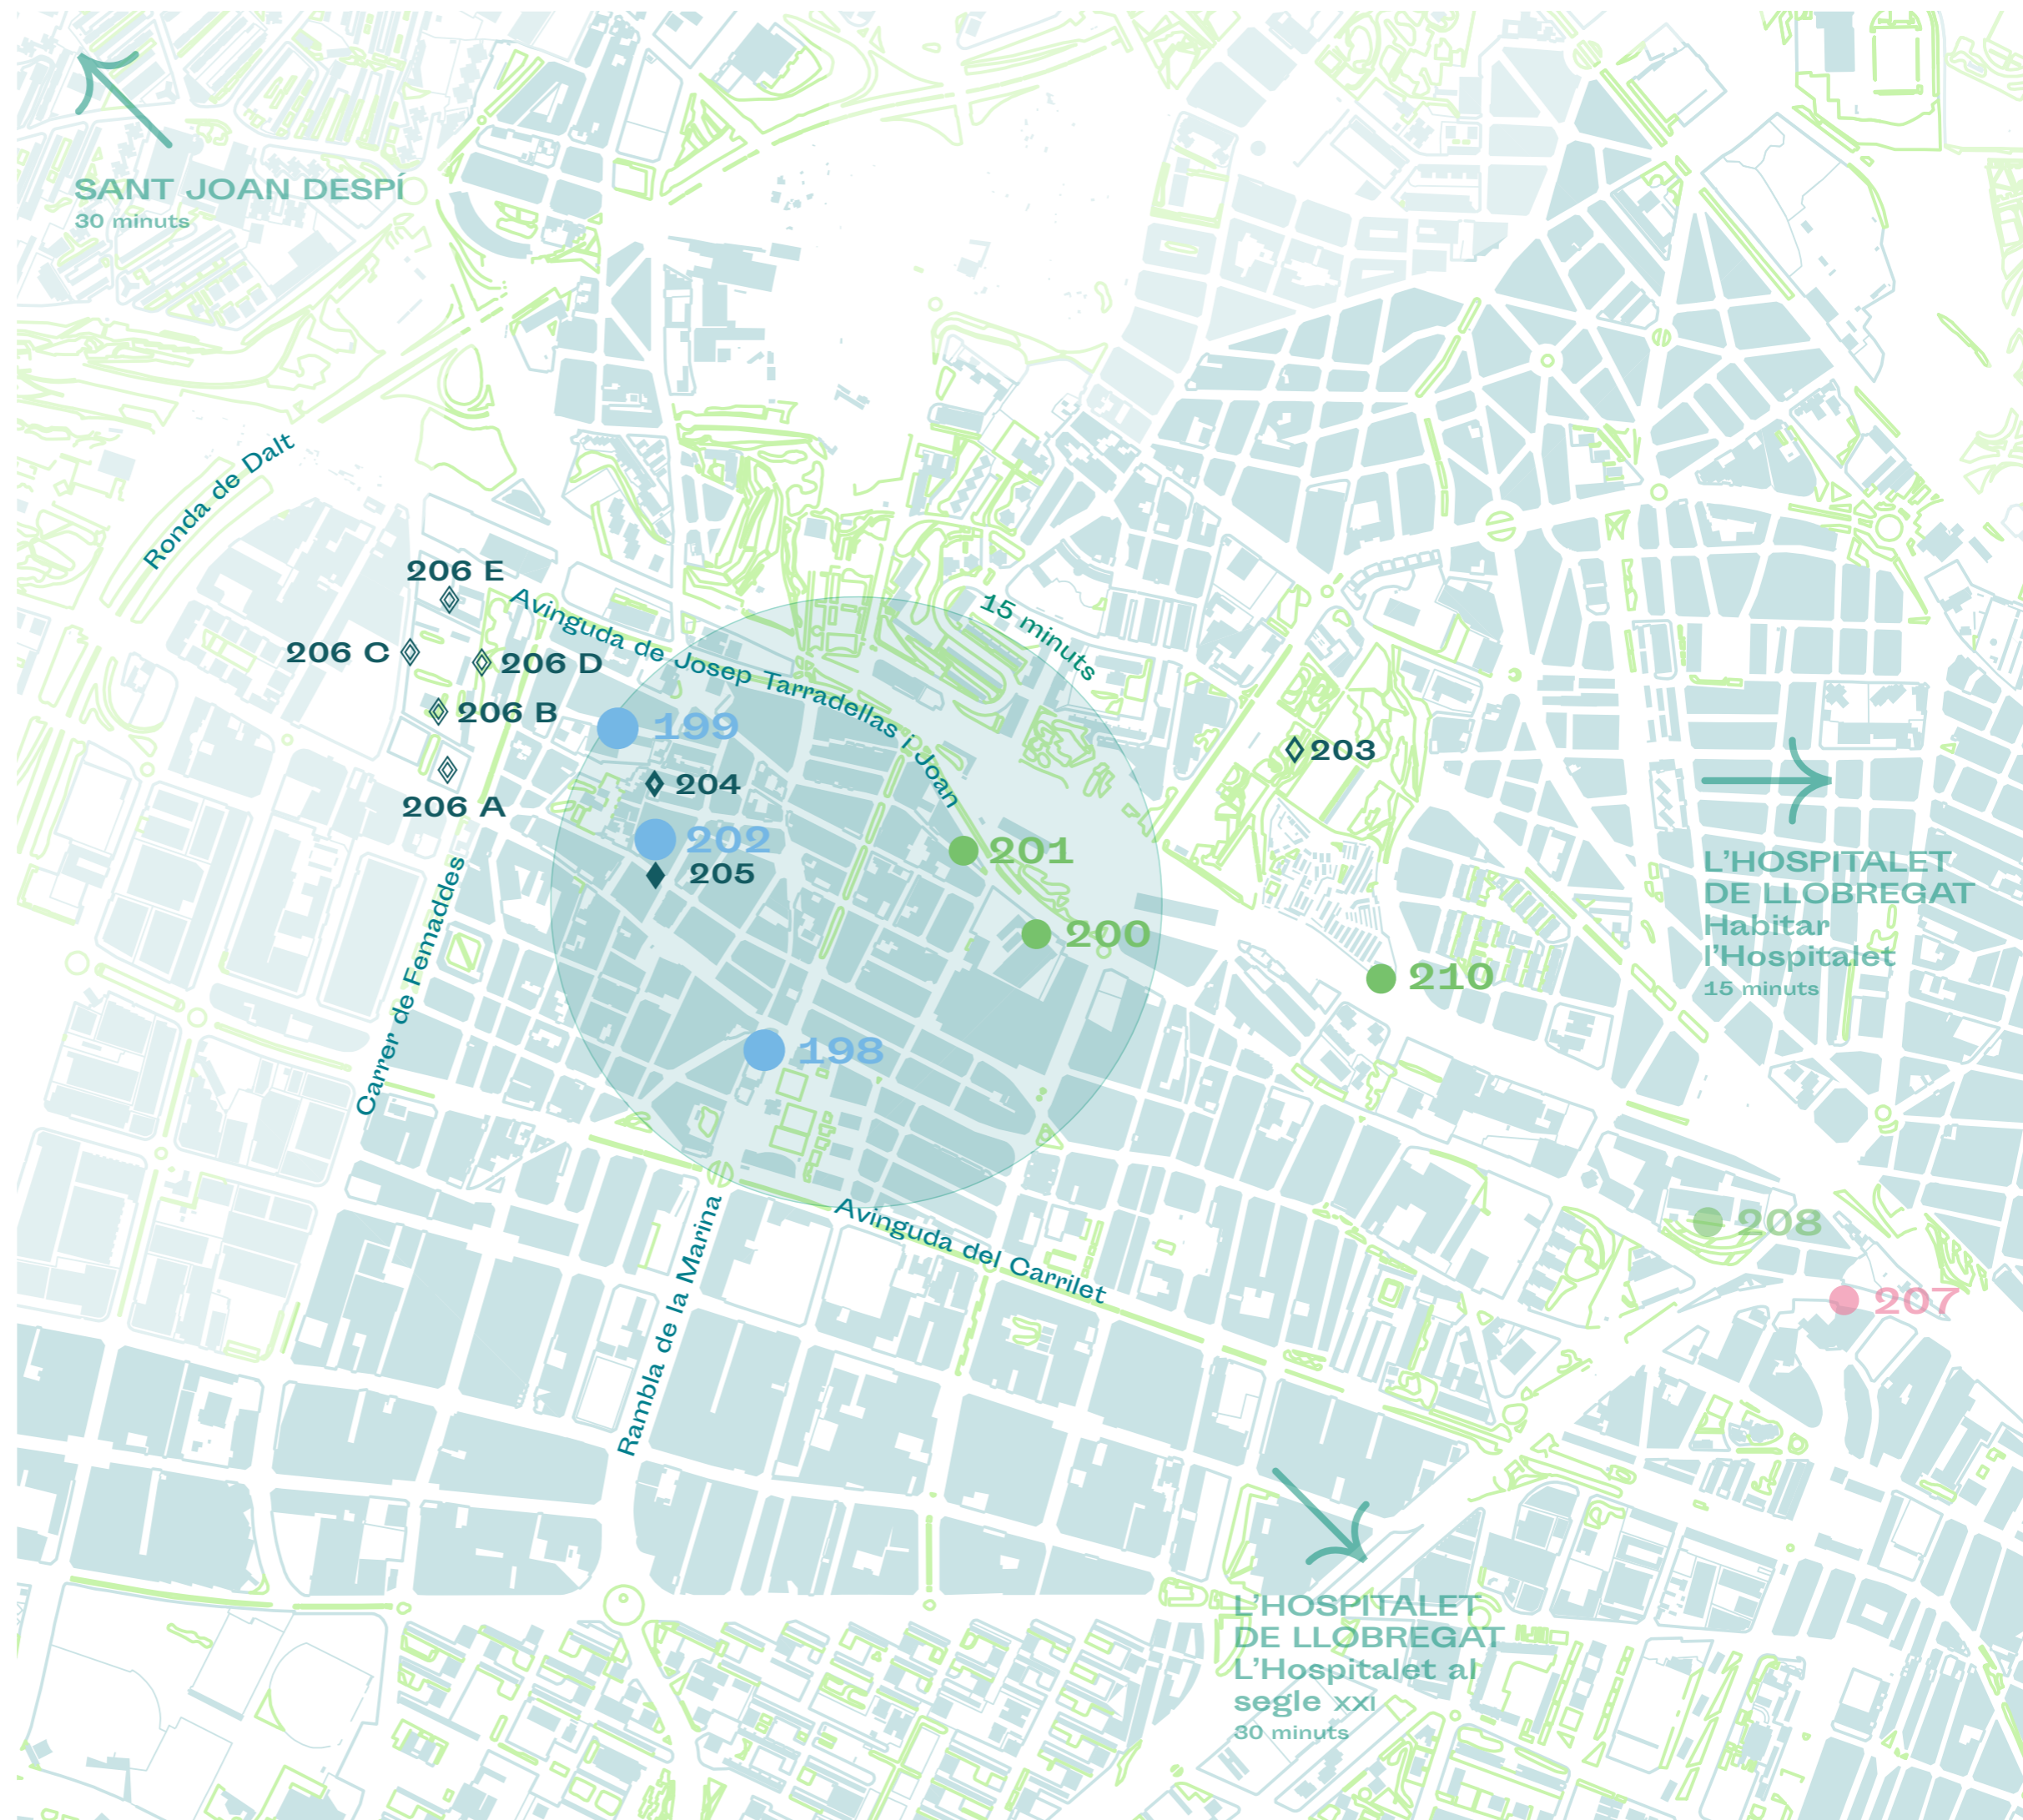 SANT JOAN DESPÍ
30 minuts
Ronda de Dalt
206 E
Avinguda de Josep Tarradellas i Joan
15 minuts
206 C
206 D
206 B
199
203
204
206 A
202
201
205
L’HOSPITALET
DE LLOBREGAT
Habitar
l’Hospitalet
15 minuts
200
210
Carrer de Femaddes
198
Rambla de la Marina
Avinguda del Carrilet
208
207
L’HOSPITALET
DE LLOBREGAT
L’Hospitalet al
segle XXI
30 minuts